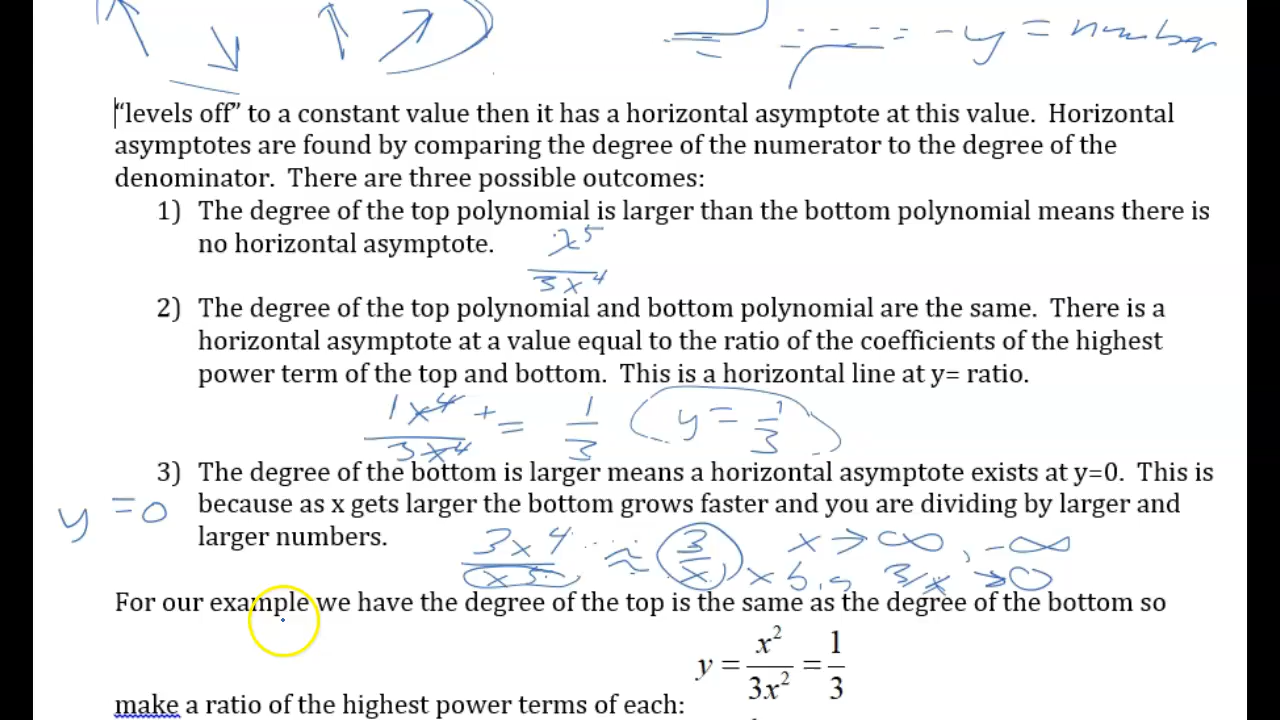 - y = number
“levels off” to a constant value then it has a horizontal asymptote at this value. Horizontal
asymptotes are found by comparing the degree of the numerator to the degree of the
denominator. There are three possible outcomes:
1) The degree of the top polynomial is larger than the bottom polynomial means there is
no horizontal asymptote.
x^5
3x^4
2) The degree of the top polynomial and bottom polynomial are the same. There is a
horizontal asymptote at a value equal to the ratio of the coefficients of the highest
power term of the top and bottom. This is a horizontal line at y= ratio.
1x^4 + / 3x^4 = 1/3 y = 1/3
3) The degree of the bottom is larger means a horizontal asymptote exists at y=0. This is
y = 0
because as x gets larger the bottom grows faster and you are dividing by larger and
larger numbers.
3x^4 / x^5 ≈ 3/x, x → ∞, -∞
x big 3/x → 0
For our example we have the degree of the top is the same as the degree of the bottom so
y = x^2 / 3x^2 = 1/3
make a ratio of the highest power terms of each: